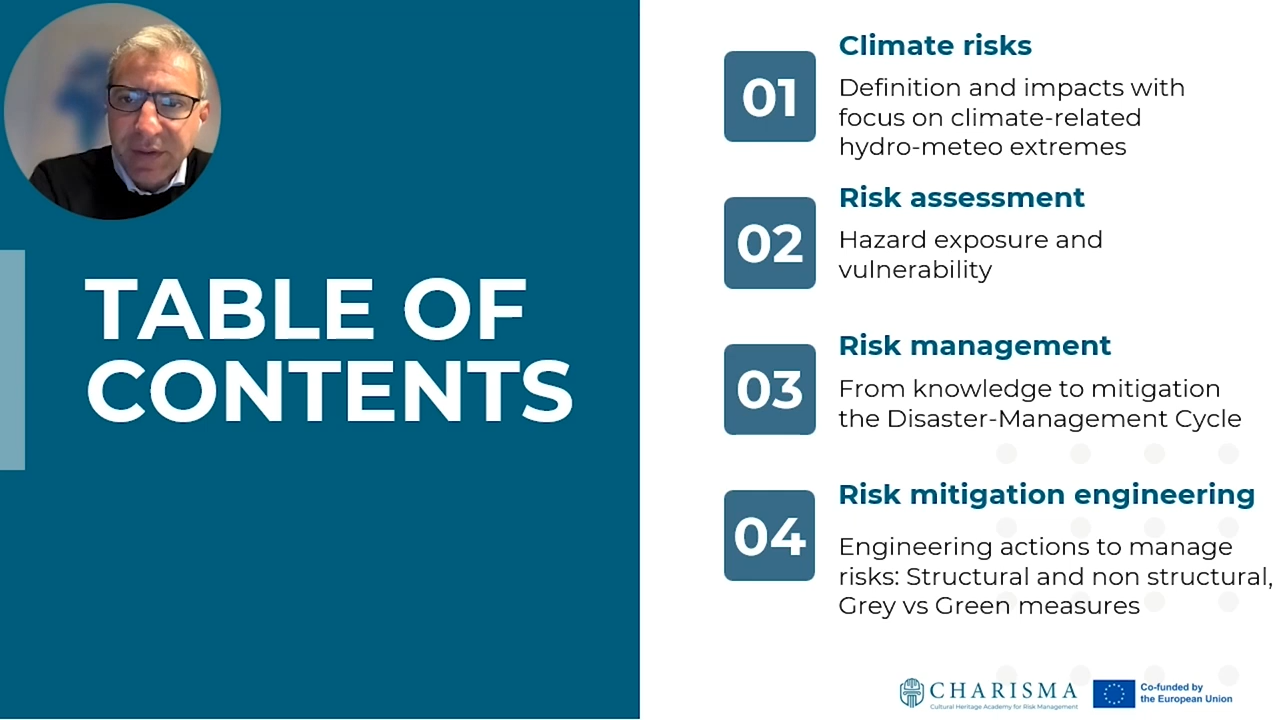 TABLE OF
CONTENTS
01
Climate risks
Definition and impacts with
focus on climate-related
hydro-meteo extremes
02
Risk assessment
Hazard exposure and
vulnerability
03
Risk management
From knowledge to mitigation
the Disaster-Management Cycle
04
Risk mitigation engineering
Engineering actions to manage
risks: Structural and non structural,
Grey vs Green measures
CHARISMA
Cultural Heritage Academy for Risk Management
Co-funded by
the European Union